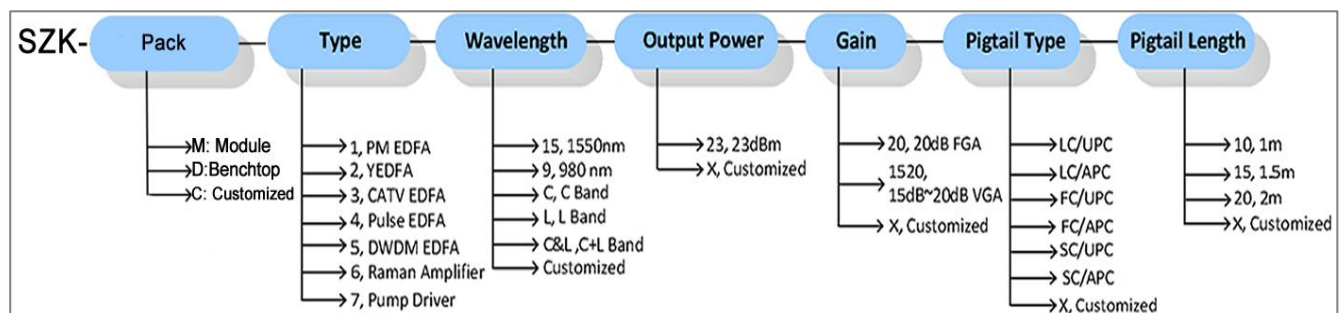 SZK- Pack Type Wavelength Output Power Gain Pigtail Type Pigtail Length
M: Module
D:Benchtop
C: Customized
1, PM EDFA
2, YEDFA
3, CATV EDFA
4, Pulse EDFA
5, DWDM EDFA
6, Raman Amplifier
7, Pump Driver
15, 1550nm
9, 980 nm
C, C Band
L, L Band
C&L ,C+L Band
Customized
23, 23dBm
X, Customized
20, 20dB FGA
1520,
15dB~20dB VGA
X, Customized
LC/UPC
LC/APC
FC/UPC
FC/APC
SC/UPC
SC/APC
X, Customized
10, 1m
15, 1.5m
20, 2m
X, Customized